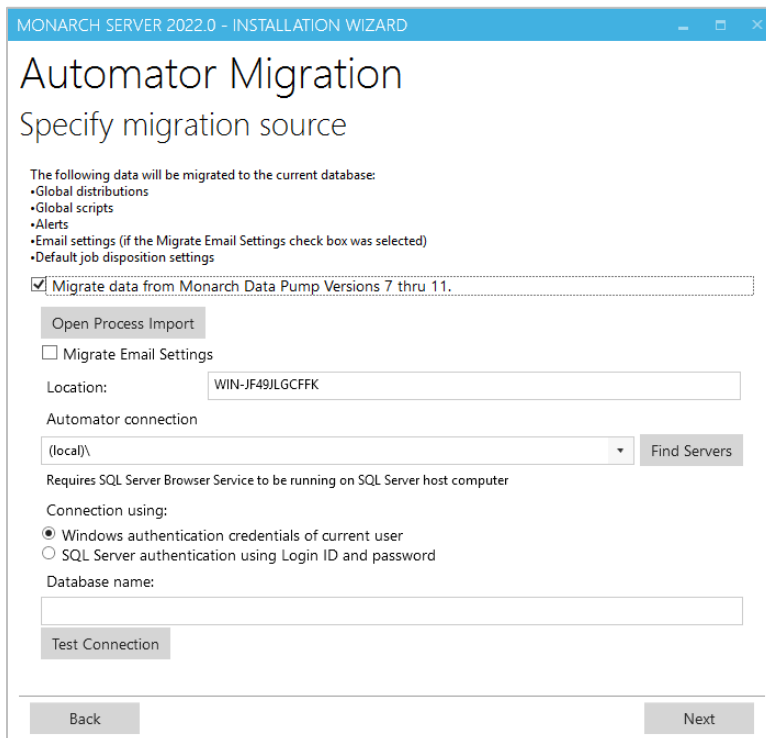 MONARCH SERVER 2022.0 - INSTALLATION WIZARD
Automator Migration
Specify migration source
The following data will be migrated to the current database:
•Global distributions
•Global scripts
•Alerts
•Email settings (if the Migrate Email Settings check box was selected)
•Default job disposition settings
Migrate data from Monarch Data Pump Versions 7 thru 11.
Open Process Import
Migrate Email Settings
Location: WIN-JF49JLGCFFK
Automator connection
(local)\ Find Servers
Requires SQL Server Browser Service to be running on SQL Server host computer
Connection using:
Windows authentication credentials of current user
SQL Server authentication using Login ID and password
Database name:
Test Connection
Back Next